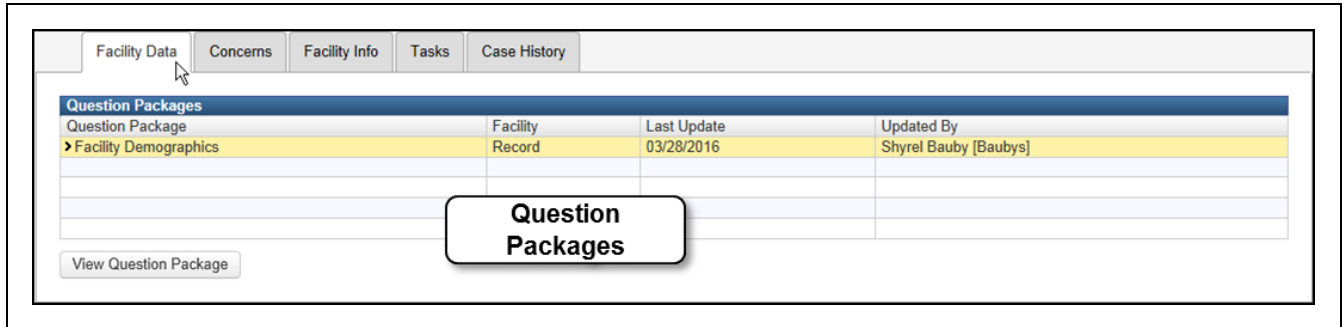 Facility Data Concerns Facility Info Tasks Case History
Question Packages
Question Package Facility Last Update Updated By
Facility Demographics Record 03/28/2016 Shyrel Bauby [Baubys]
Question
Packages
View Question Package